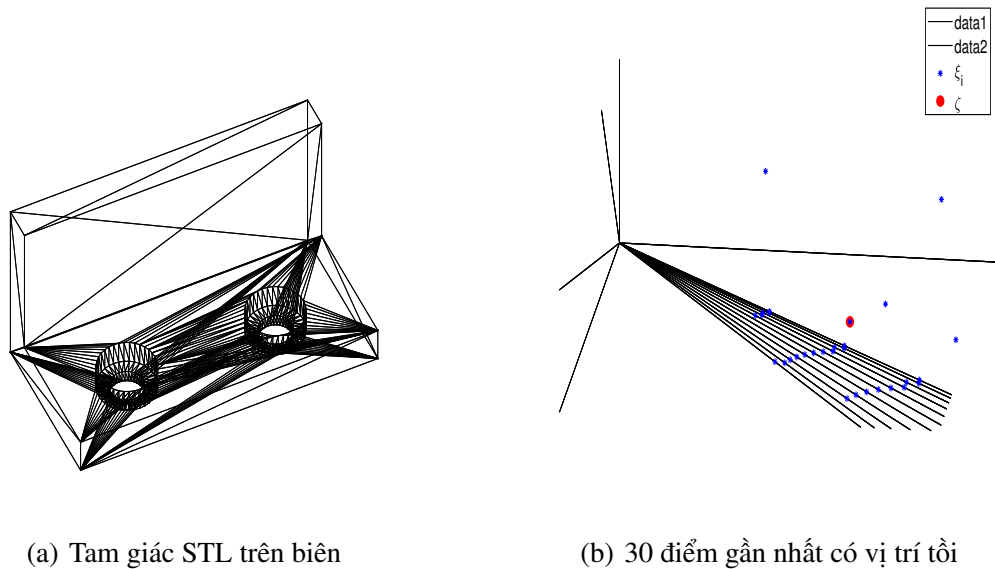 data1
data2
ξi
ζ
(a) Tam giác STL trên biên
(b) 30 điểm gần nhất có vị trí tồi